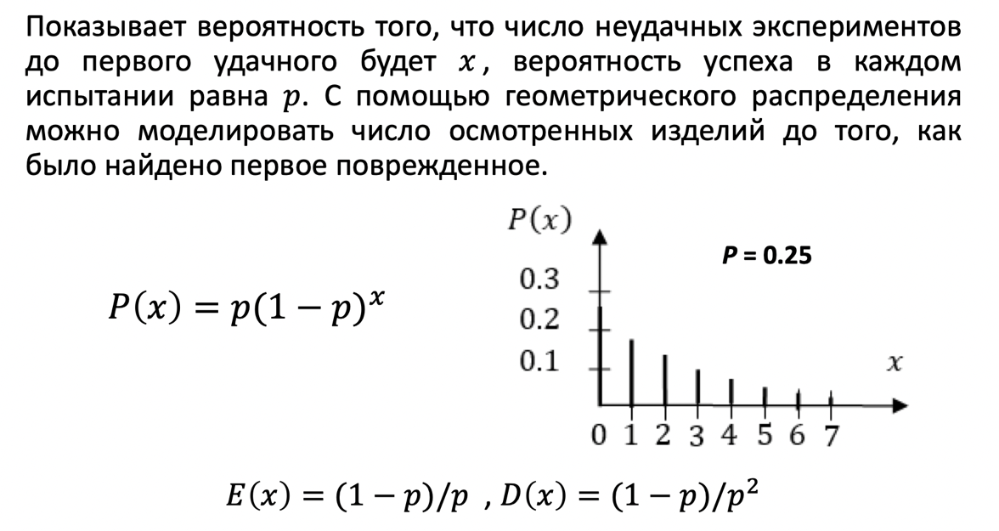 Показывает вероятность того, что число неудачных экспериментов
до первого удачного будет x, вероятность успеха в каждом
испытании равна p. С помощью геометрического распределения
можно моделировать число осмотренных изделий до того, как
было найдено первое поврежденное.
P(x)
P = 0.25
0.3
P(x) = p(1 − p)ˣ
0.2
0.1
x
0 1 2 3 4 5 6 7
E(x) = (1 − p)/p , D(x) = (1 − p)/p²